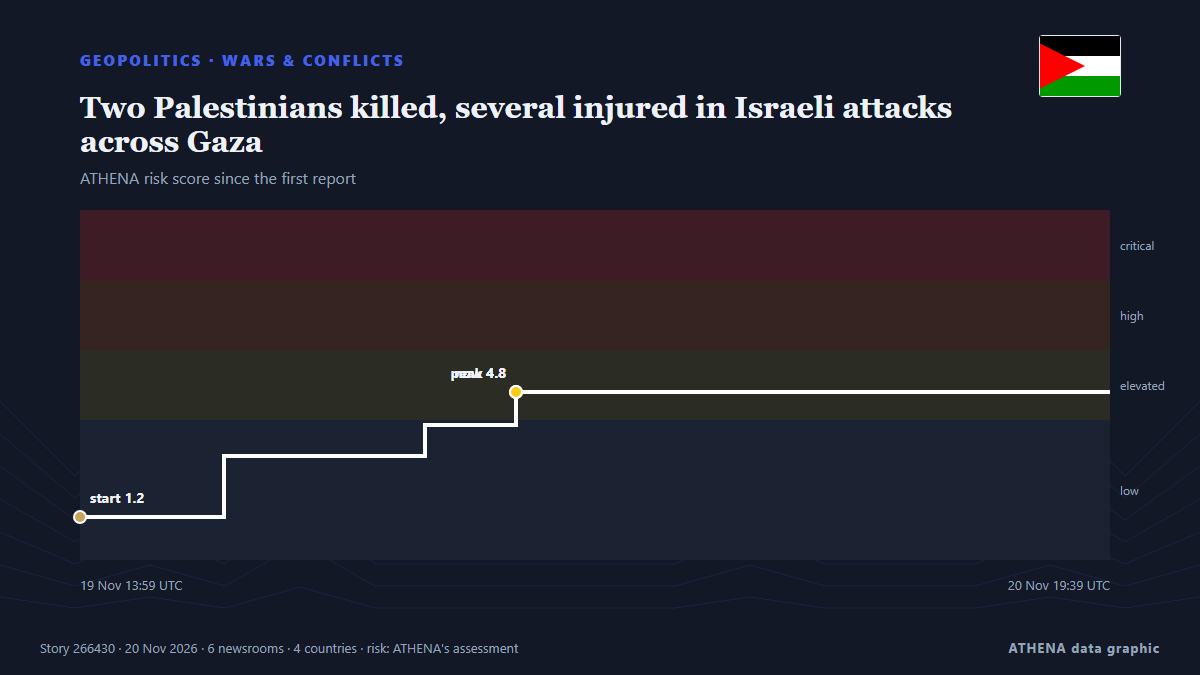 GEOPOLITICS · WARS & CONFLICTS
Two Palestinians killed, several injured in Israeli attacks
across Gaza
ATHENA risk score since the first report
critical
high
peak 4.8
elevated
start 1.2
low
19 Nov 13:59 UTC
20 Nov 19:39 UTC
Story 266430 · 20 Nov 2026 · 6 newsrooms · 4 countries · risk: ATHENA's assessment
ATHENA data graphic